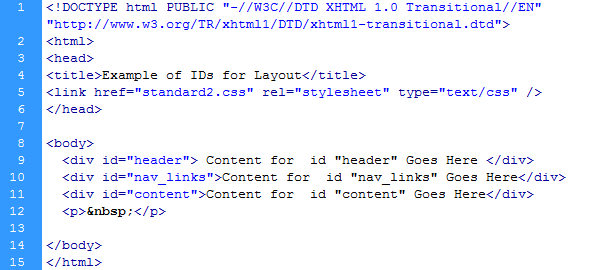 1 <!DOCTYPE html PUBLIC "-//W3C//DTD XHTML 1.0 Transitional//EN"
"http://www.w3.org/TR/xhtml1/DTD/xhtml1-transitional.dtd">
2 <html>
3 <head>
4 <title>Example of IDs for Layout</title>
5 <link href="standard2.css" rel="stylesheet" type="text/css" />
6 </head>
7
8 <body>
9   <div id="header"> Content for  id "header" Goes Here </div>
10   <div id="nav_links">Content for  id "nav_links" Goes Here</div>
11   <div id="content">Content for  id "content" Goes Here</div>
12   <p>&nbsp;</p>
13
14 </body>
15 </html>